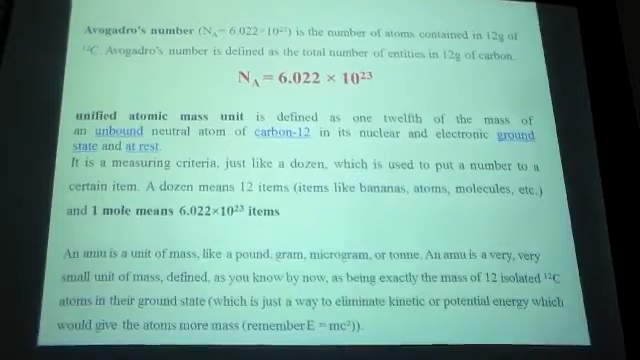 Avogadro's number (N_A= 6.022×10²³) is the number of atoms contained in 12g of
¹²C. Avogadro's number is defined as the total number of entities in 12g of carbon.
N_A = 6.022 × 10²³
unified atomic mass unit is defined as one twelfth of the mass of
an unbound neutral atom of carbon-12 in its nuclear and electronic ground
state and at rest.
It is a measuring criteria, just like a dozen, which is used to put a number to a
certain item. A dozen means 12 items (items like bananas, atoms, molecules, etc.)
and 1 mole means 6.022×10²³ items
An amu is a unit of mass, like a pound, gram, microgram, or tonne. An amu is a very, very
small unit of mass, defined, as you know by now, as being exactly the mass of 12 isolated ¹²C
atoms in their ground state (which is just a way to eliminate kinetic or potential energy which
would give the atoms more mass (remember E = mc²)).